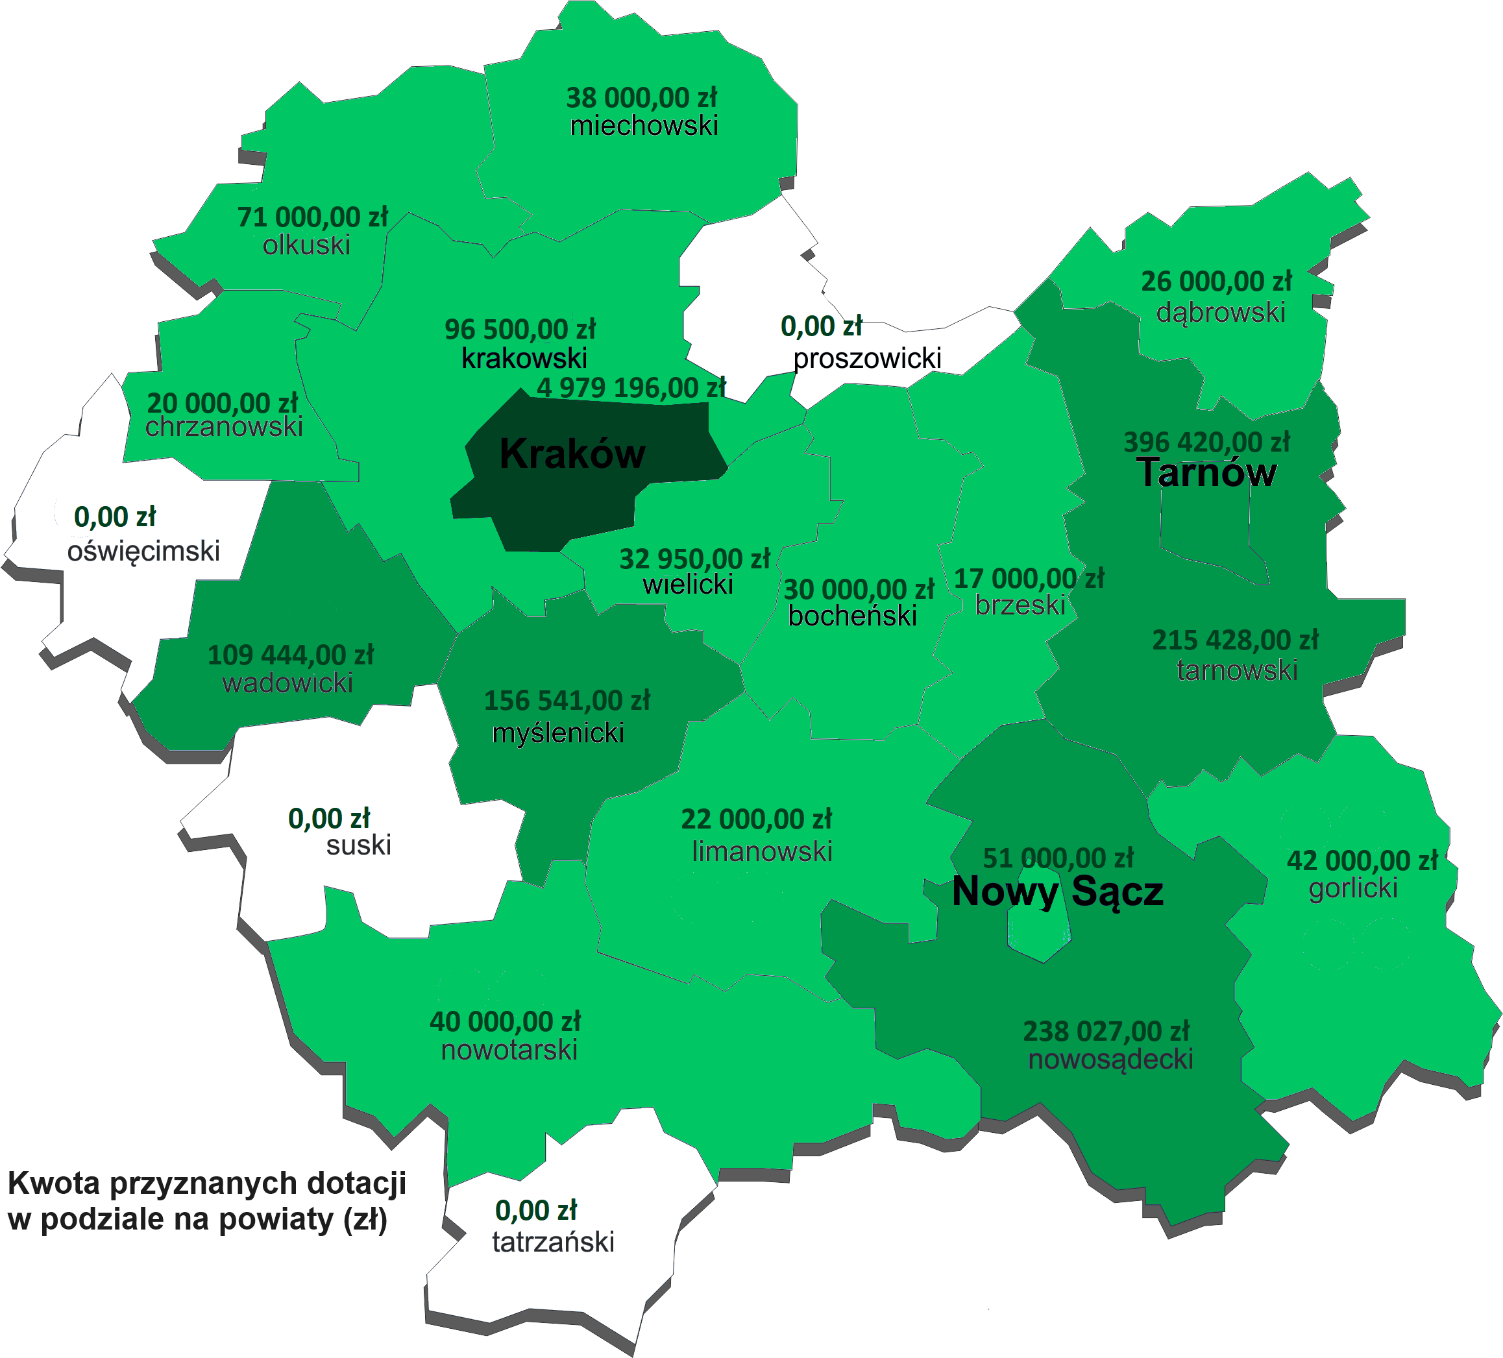 38 000,00 zł
miechowski
71 000,00 zł
olkuski
26 000,00 zł
dąbrowski
96 500,00 zł
krakowski
0,00 zł
proszowicki
4 979 196,00 zł
Kraków
20 000,00 zł
chrzanowski
396 420,00 zł
Tarnów
0,00 zł
oświęcimski
32 950,00 zł
wielicki
30 000,00 zł
bocheński
17 000,00 zł
brzeski
215 428,00 zł
tarnowski
109 444,00 zł
wadowicki
156 541,00 zł
myślenicki
0,00 zł
suski
22 000,00 zł
limanowski
51 000,00 zł
Nowy Sącz
42 000,00 zł
gorlicki
40 000,00 zł
nowotarski
238 027,00 zł
nowosądecki
Kwota przyznanych dotacji
w podziale na powiaty (zł)
0,00 zł
tatrzański